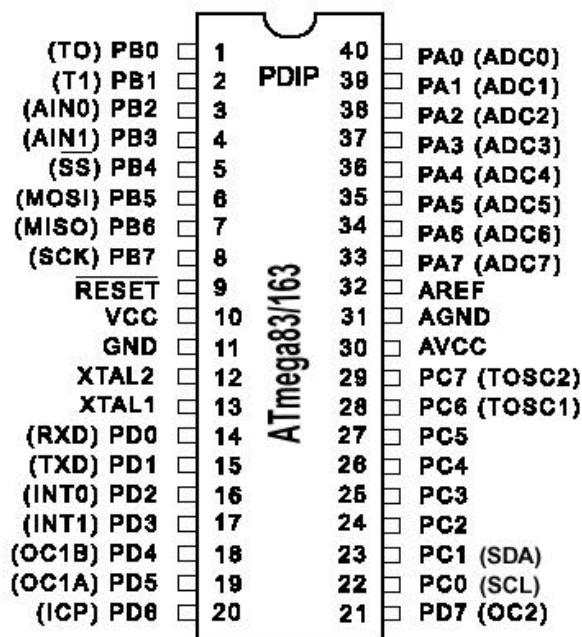 (TO) PB0 1 40 PA0 (ADC0)
(T1) PB1 2 PDIP 39 PA1 (ADC1)
(AIN0) PB2 3 38 PA2 (ADC2)
(AIN1) PB3 4 37 PA3 (ADC3)
(SS) PB4 5 36 PA4 (ADC4)
(MOSI) PB5 6 35 PA5 (ADC5)
(MISO) PB6 7 34 PA6 (ADC6)
(SCK) PB7 8 33 PA7 (ADC7)
RESET 9 32 AREF
VCC 10 31 AGND
GND 11 30 AVCC
XTAL2 12 29 PC7 (TOSC2)
XTAL1 13 28 PC6 (TOSC1)
(RXD) PD0 14 27 PC5
(TXD) PD1 15 26 PC4
(INT0) PD2 16 25 PC3
(INT1) PD3 17 24 PC2
(OC1B) PD4 18 23 PC1 (SDA)
(OC1A) PD5 19 22 PC0 (SCL)
(ICP) PD6 20 21 PD7 (OC2)
ATmega83/163